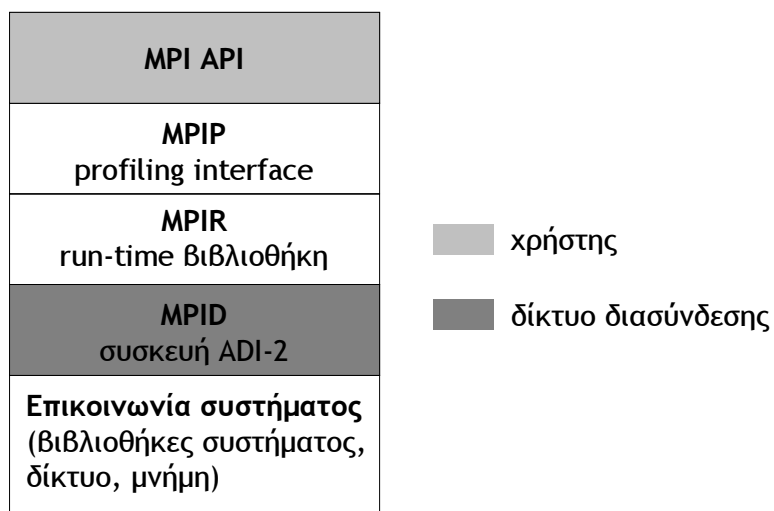 MPI API
MPIP
profiling interface
MPIR
run-time βιβλιοθήκη
MPID
συσκευή ADI-2
Επικοινωνία συστήματος
(βιβλιοθήκες συστήματος,
δίκτυο, μνήμη)
χρήστης
δίκτυο διασύνδεσης